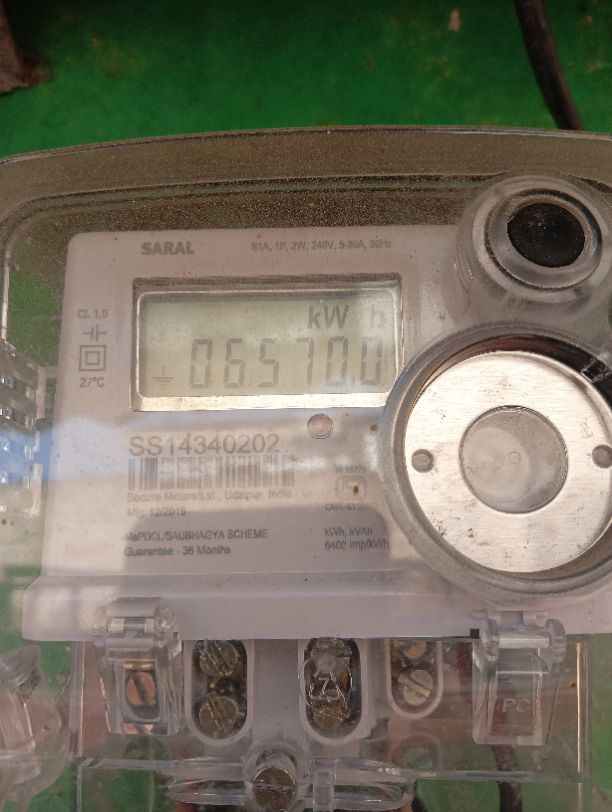 SARAL
S1A, 1P, 2W, 240V, 5-30A, 50Hz
Cl. 1.0
27°C
kW h
06570.0
SS14340202
Secure Meters Ltd., Udaipur, India
Mfg. 12/2019
MePDCL/SAUBHAGYA SCHEME
Guarantee - 36 Months
kWh, kVAh
6400 imp/kWh
PC